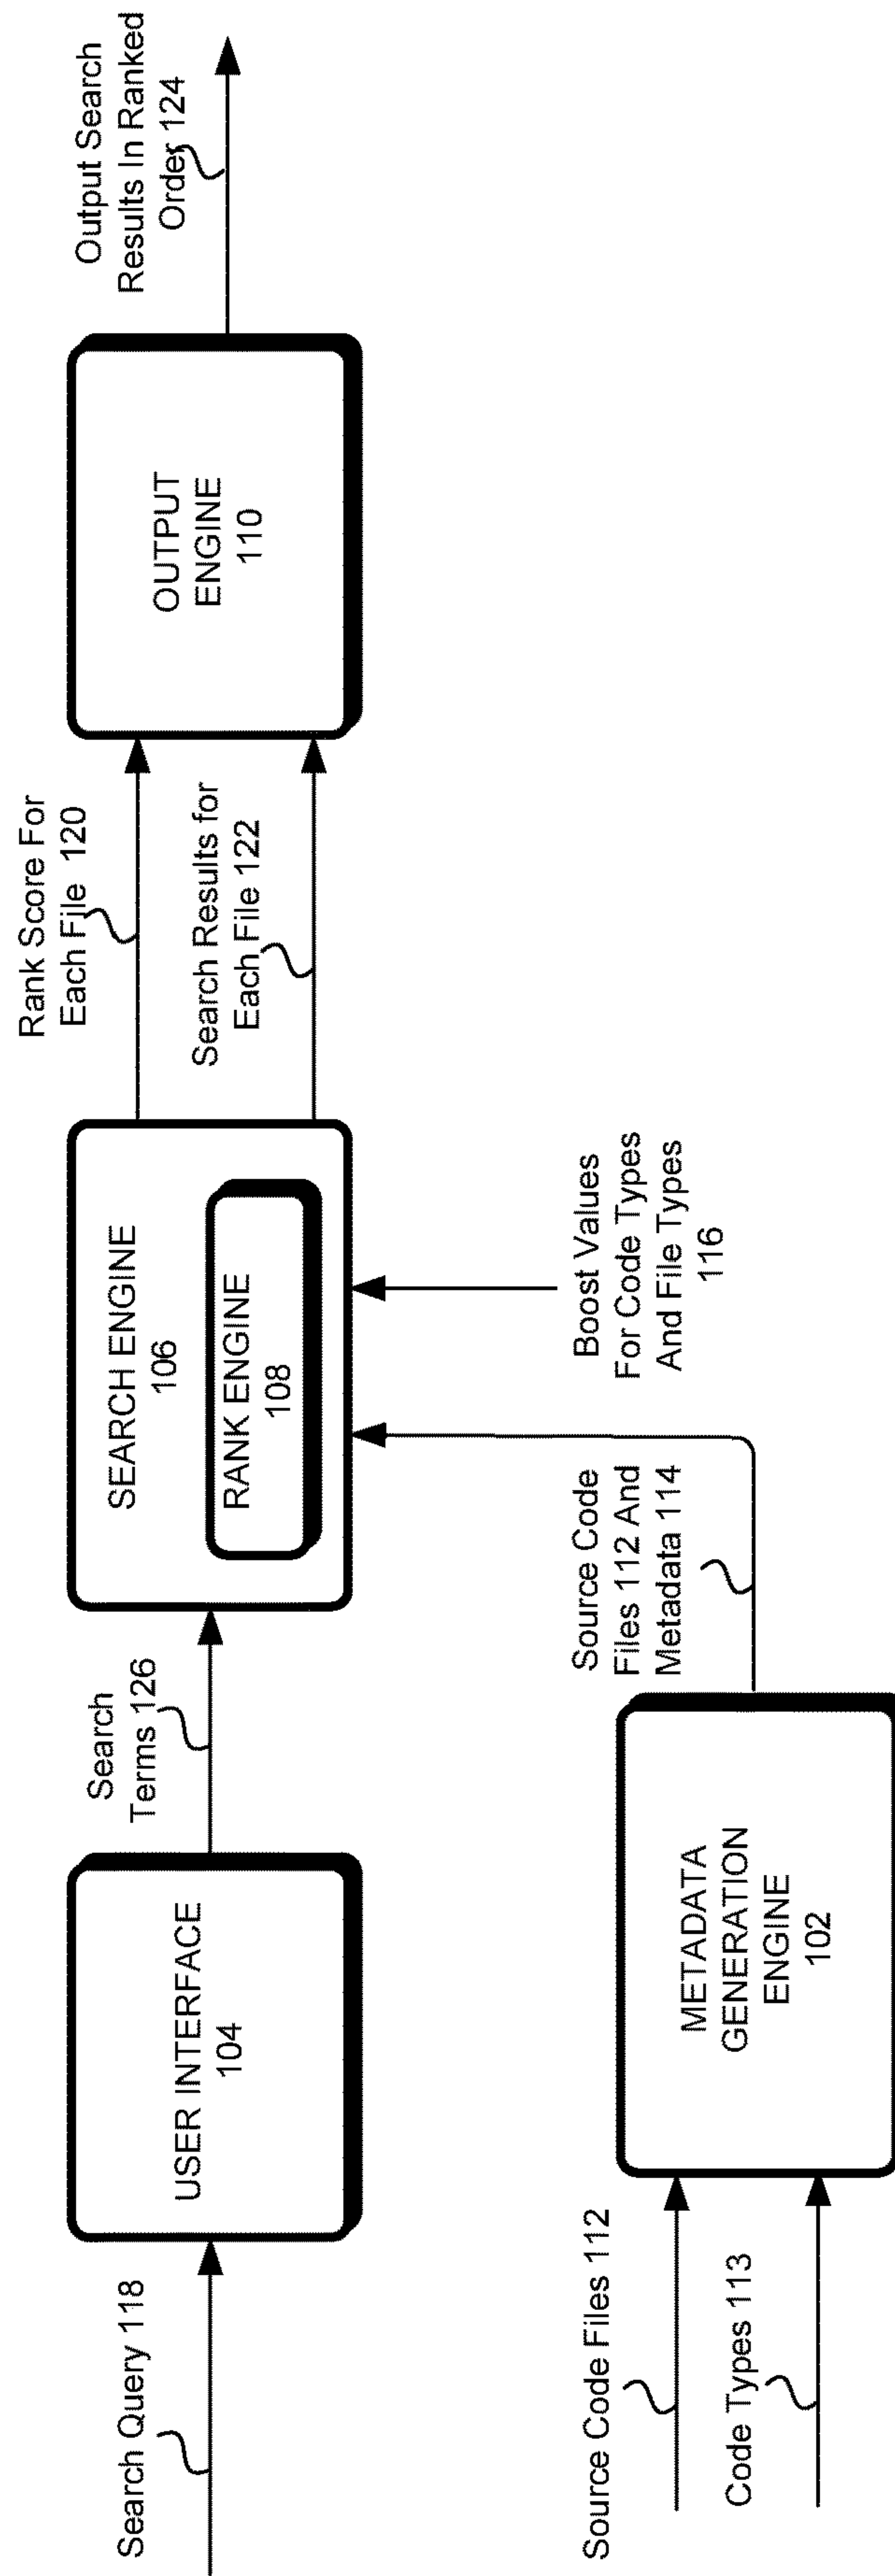 Search Query 118
USER INTERFACE
104
Search
Terms 126
SEARCH ENGINE
106
RANK ENGINE
108
Rank Score For
Each File 120
Search Results for
Each File 122
OUTPUT
ENGINE
110
Output Search
Results In Ranked
Order 124
Source Code Files 112
Code Types 113
METADATA
GENERATION
ENGINE
102
Source Code
Files 112 And
Metadata 114
Boost Values
For Code Types
And File Types
116